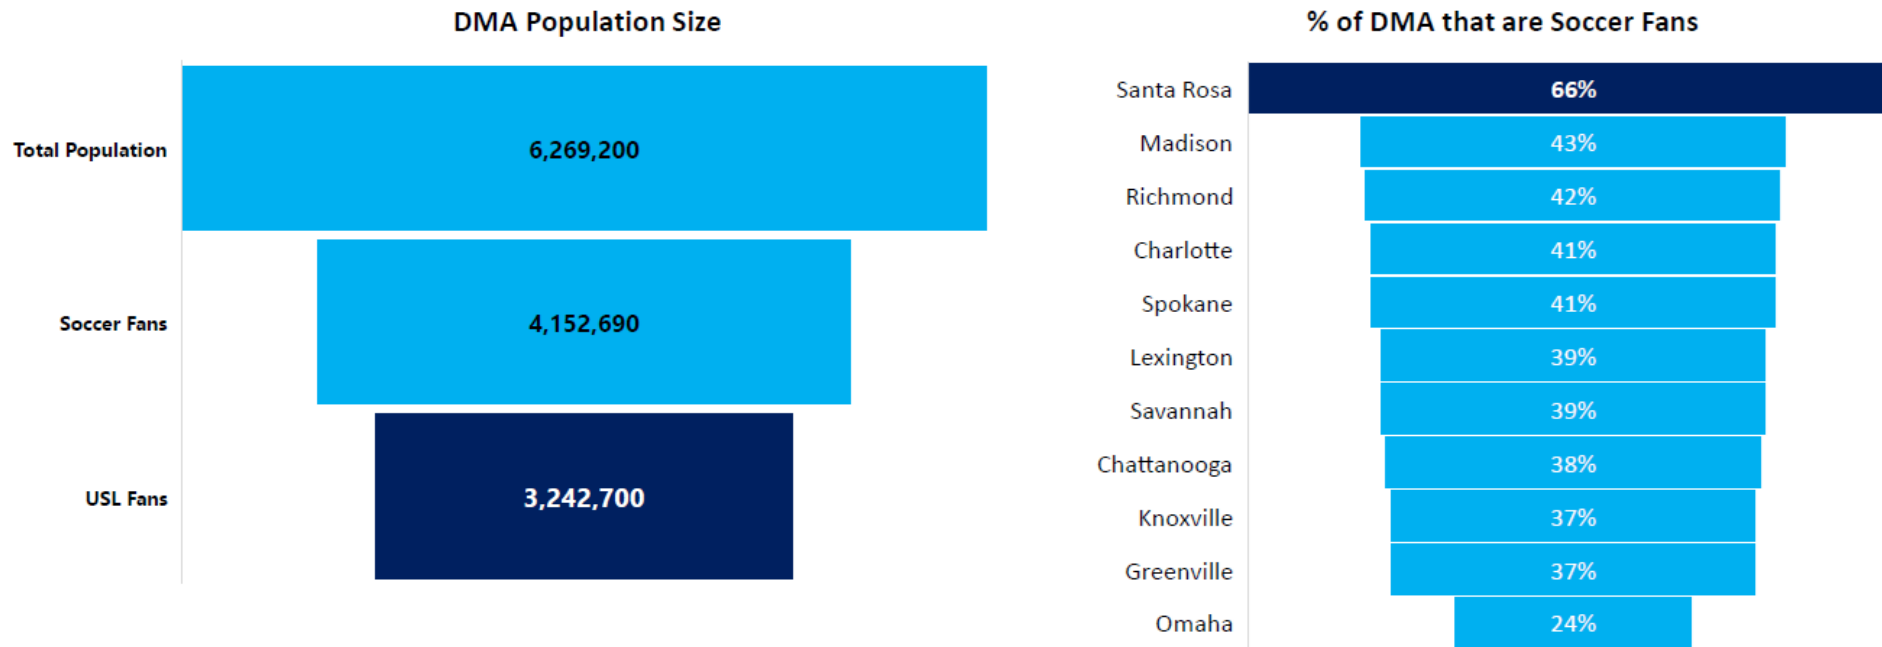 DMA Population Size
Total Population 6,269,200
Soccer Fans 4,152,690
USL Fans 3,242,700
% of DMA that are Soccer Fans
Santa Rosa 66%
Madison 43%
Richmond 42%
Charlotte 41%
Spokane 41%
Lexington 39%
Savannah 39%
Chattanooga 38%
Knoxville 37%
Greenville 37%
Omaha 24%